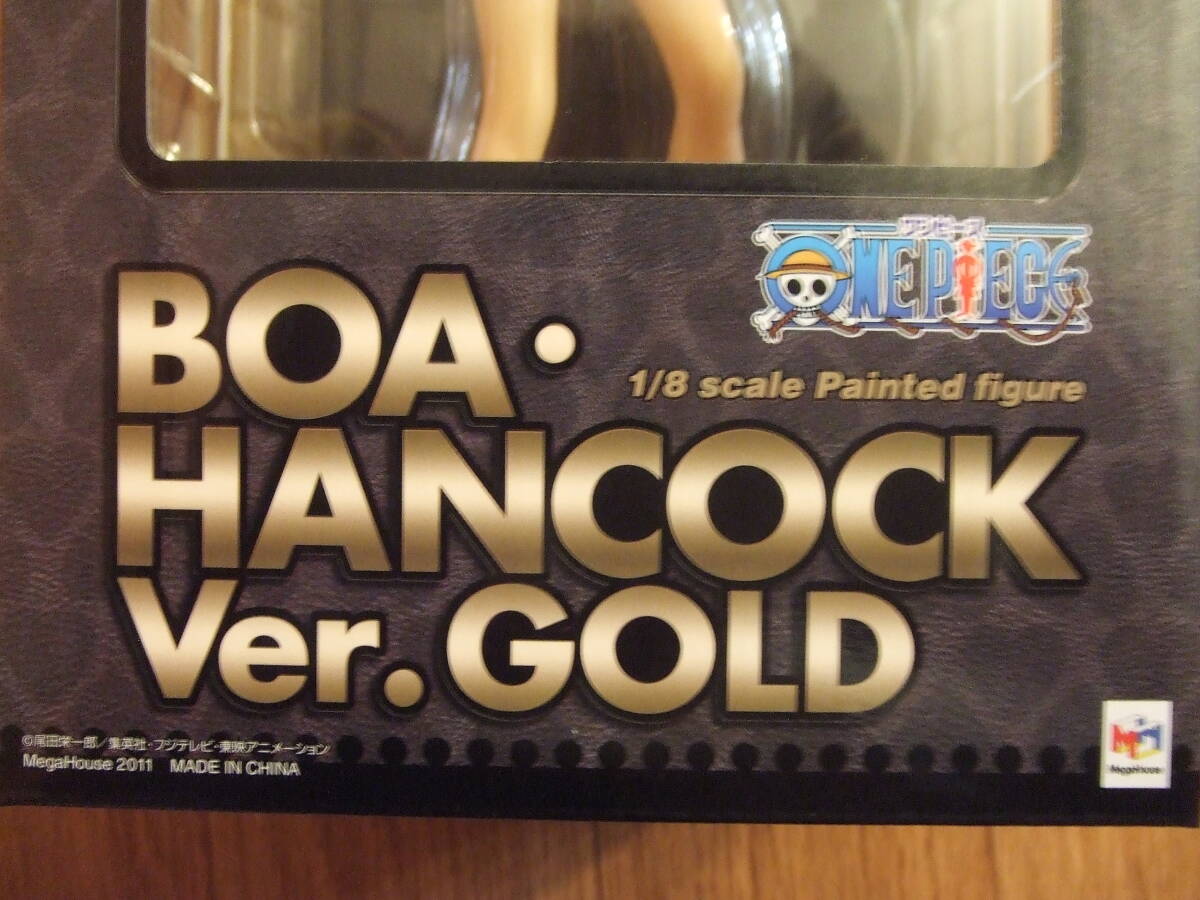 ワンピース
ONE PIECE
BOA・
1/8 scale Painted figure
HANCOCK
Ver. GOLD
©尾田栄一郎/集英社・フジテレビ・東映アニメーション
MegaHouse 2011 MADE IN CHINA
MegaHouse